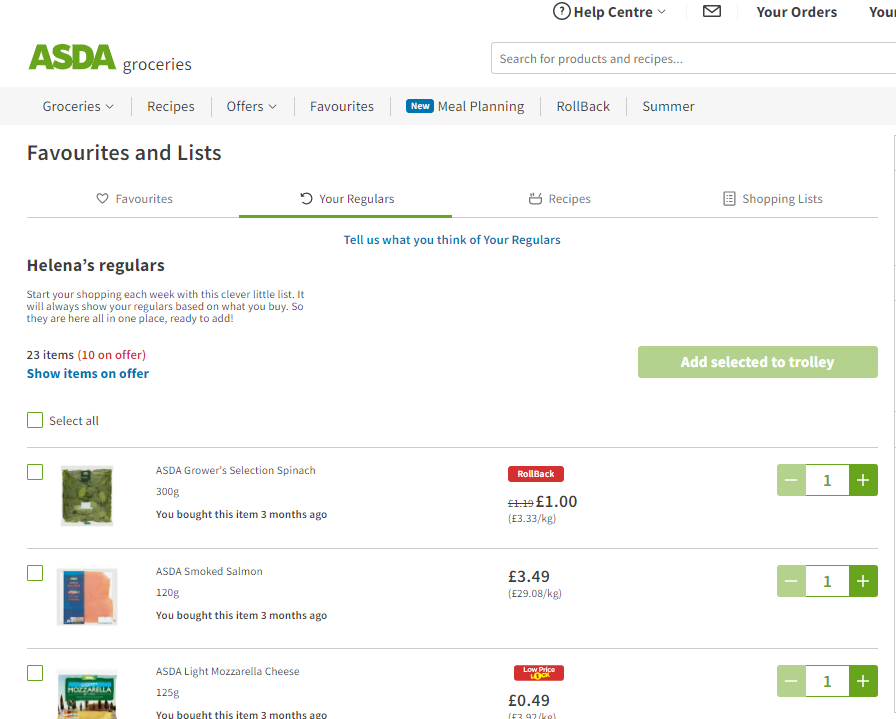 Help Centre
Your Orders
Your
ASDA groceries
Search for products and recipes...
Groceries
Recipes
Offers
Favourites
New Meal Planning
RollBack
Summer
Favourites and Lists
Favourites
Your Regulars
Recipes
Shopping Lists
Tell us what you think of Your Regulars
Helena's regulars
Start your shopping each week with this clever little list. It
will always show your regulars based on what you buy. So
they are here all in one place, ready to add!
23 items (10 on offer)
Show items on offer
Add selected to trolley
Select all
ASDA Grower's Selection Spinach
300g
You bought this item 3 months ago
RollBack
£1.19 £1.00
(£3.33/kg)
1
ASDA Smoked Salmon
120g
You bought this item 3 months ago
£3.49
(£29.08/kg)
1
ASDA Light Mozzarella Cheese
125g
You bought this item 3 months ago
MOZZARELLA
Low Price
LOCK
£0.49
(£3.92/kg)
1